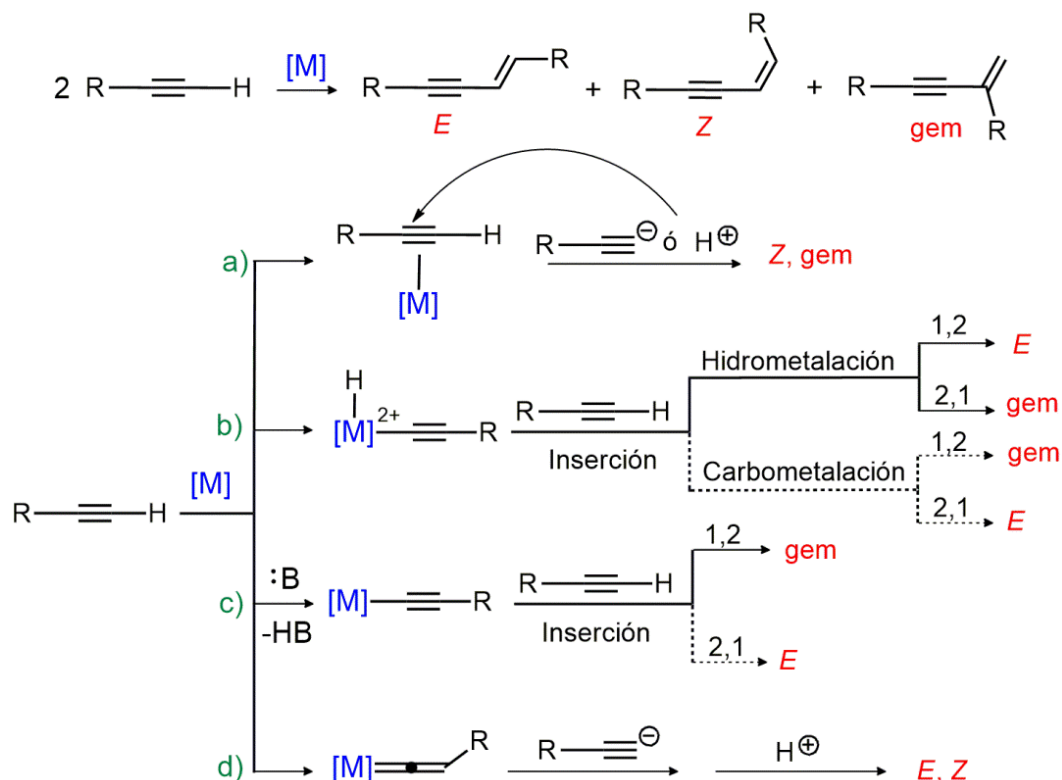 2 R H [M] R R + R R + R R
E Z gem
a) R H [M] R ⊖ ó H⊕ Z, gem
b) H [M] 2+ R R H Inserción Hidrometalación 1,2 E
2,1 gem
Carbometalación 1,2 gem
2,1 E
R H [M]
c) :B -HB [M] R R H Inserción 1,2 gem
2,1 E
d) [M] R R ⊖ H⊕ E, Z